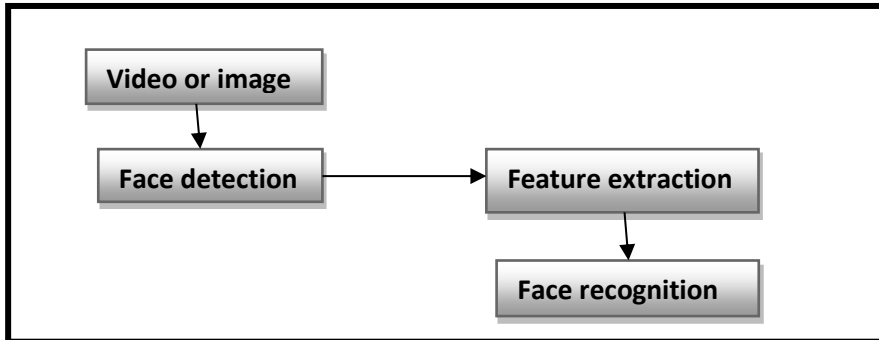 Video or image
Face detection
Feature extraction
Face recognition